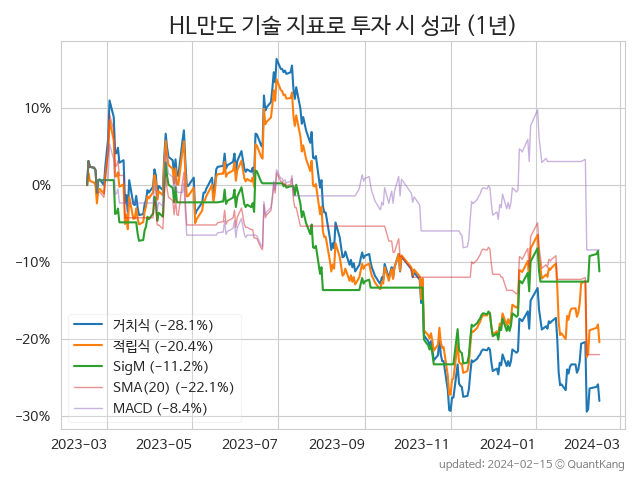 HL만도 기술 지표로 투자 시 성과 (1년)
10%
0%
−10%
−20%
−30%
거치식 (−28.1%)
적립식 (−20.4%)
SigM (−11.2%)
SMA(20) (−22.1%)
MACD (−8.4%)
2023-03 2023-05 2023-07 2023-09 2023-11 2024-01 2024-03
updated: 2024-02-15 © QuantKang